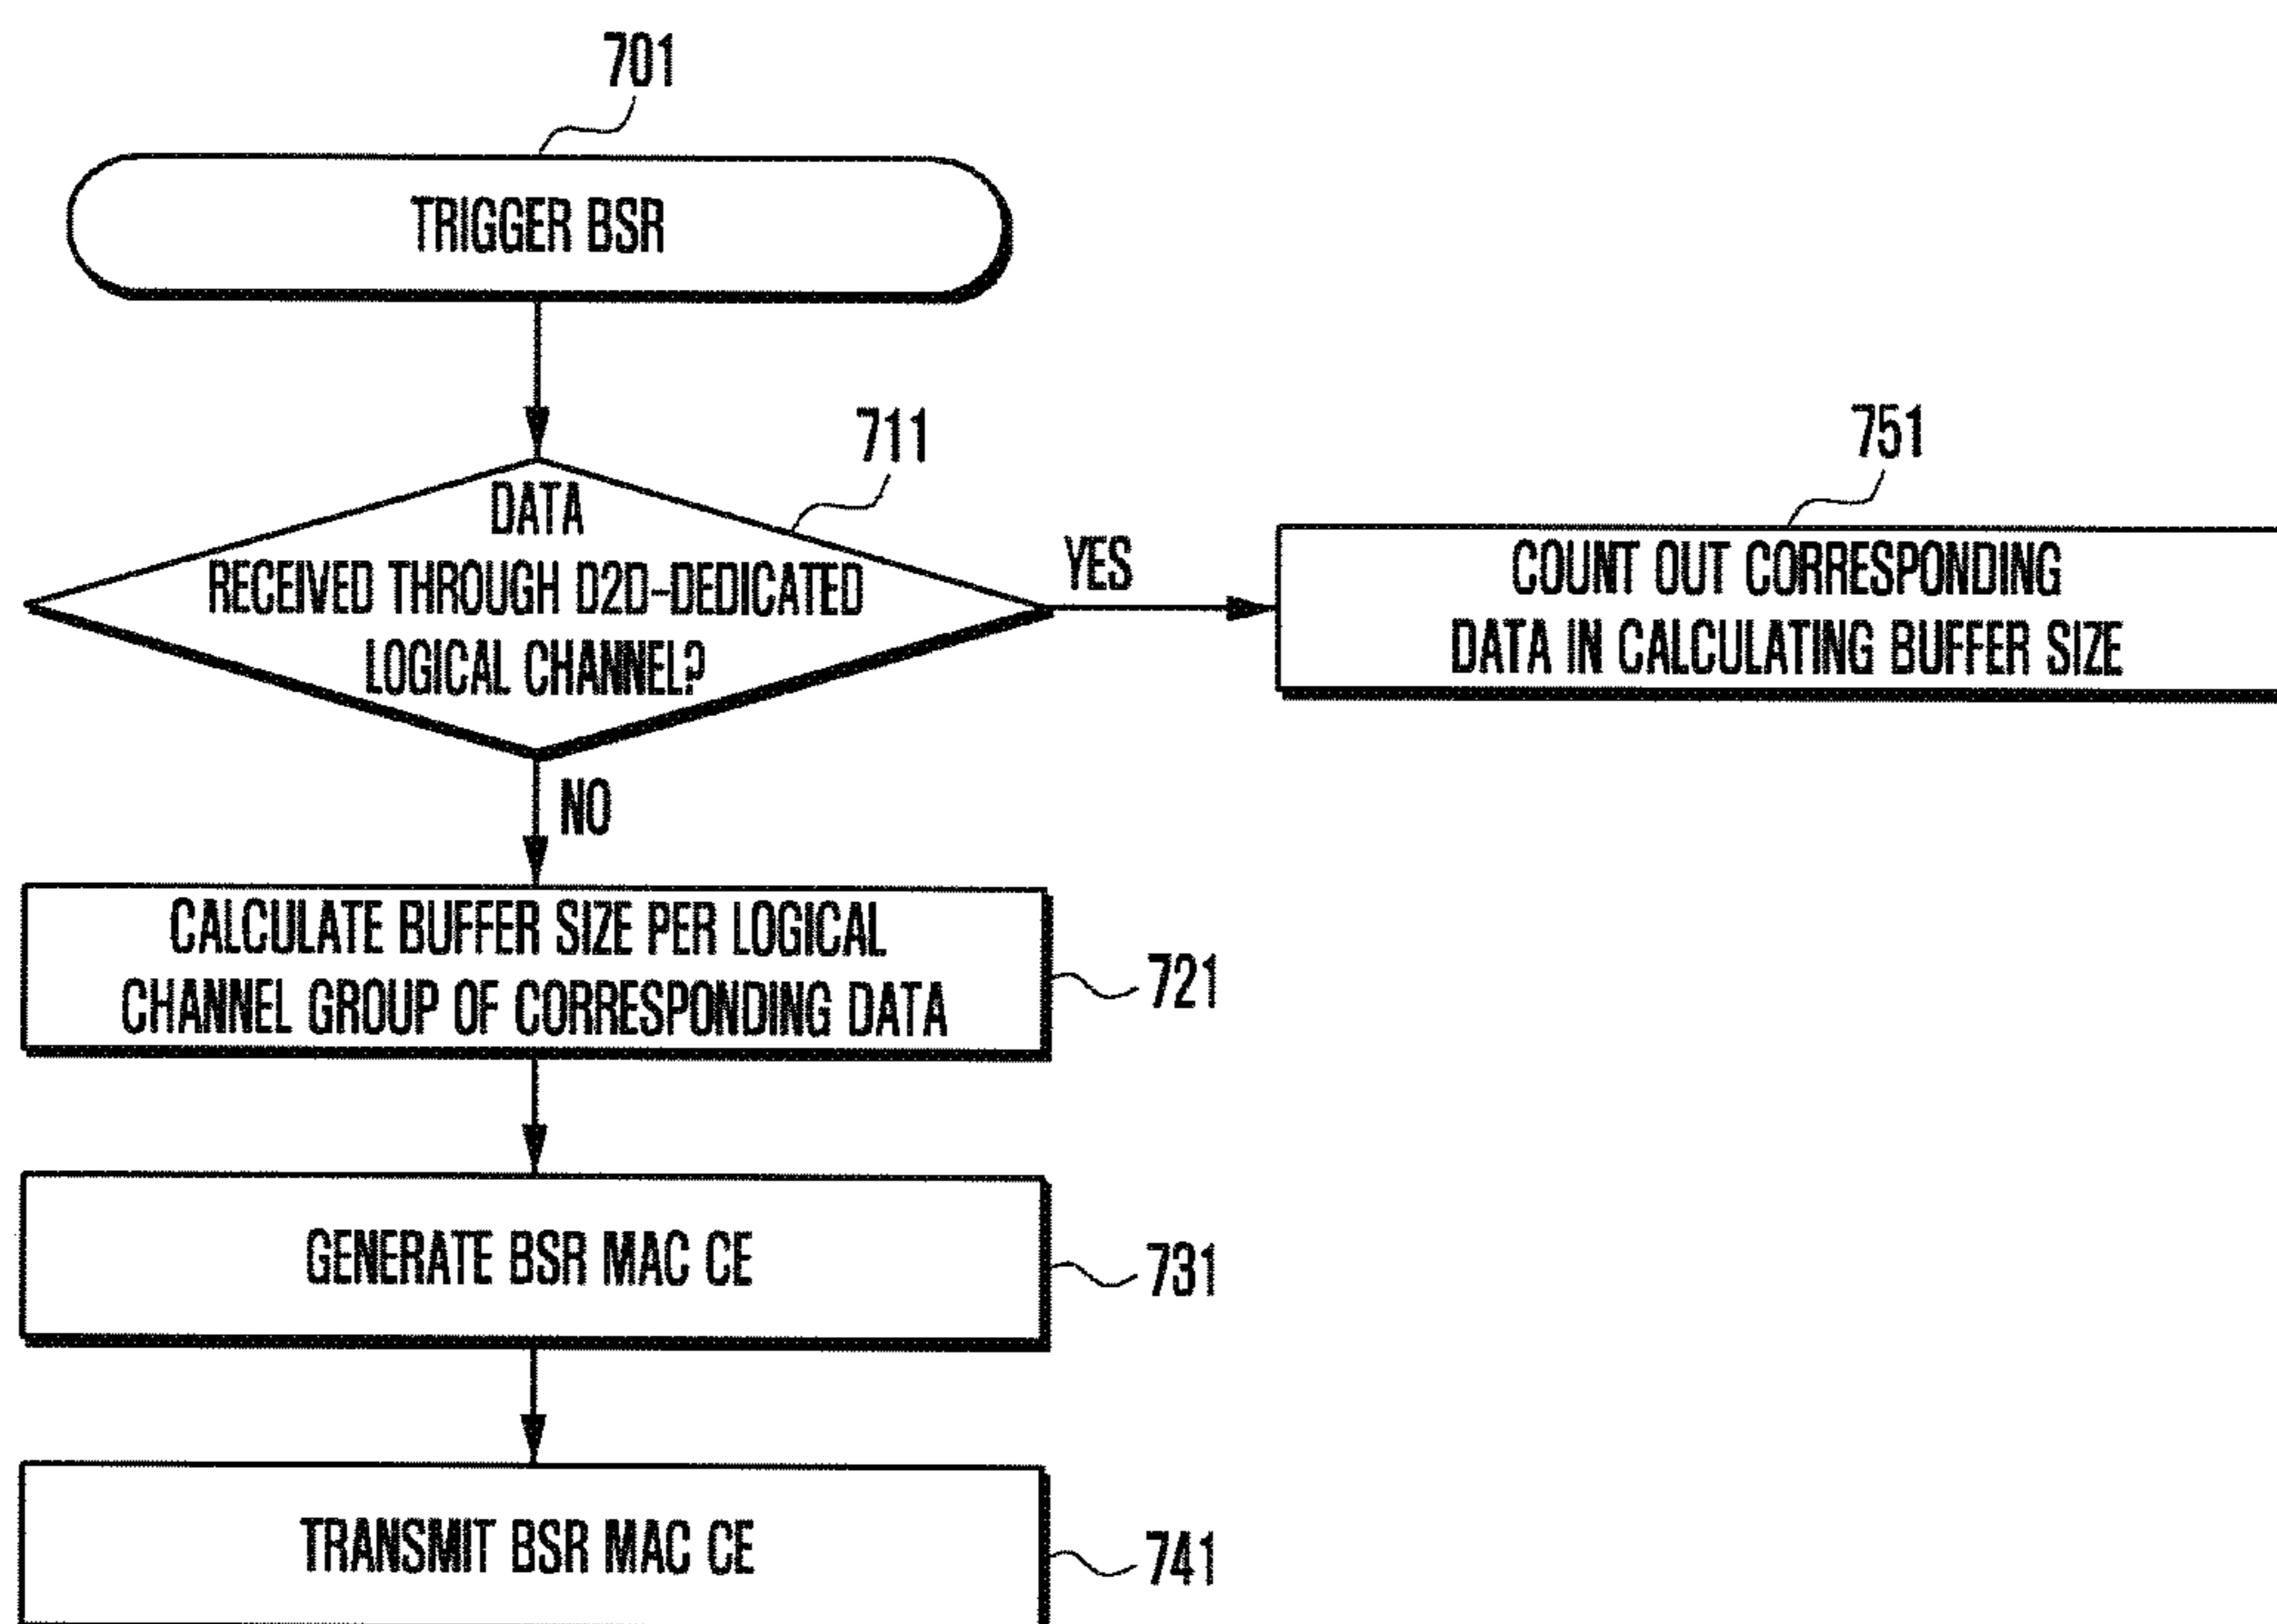 701
TRIGGER BSR
711
DATA
RECEIVED THROUGH D2D-DEDICATED
LOGICAL CHANNEL?
YES
751
COUNT OUT CORRESPONDING
DATA IN CALCULATING BUFFER SIZE
NO
CALCULATE BUFFER SIZE PER LOGICAL
CHANNEL GROUP OF CORRESPONDING DATA
721
GENERATE BSR MAC CE
731
TRANSMIT BSR MAC CE
741